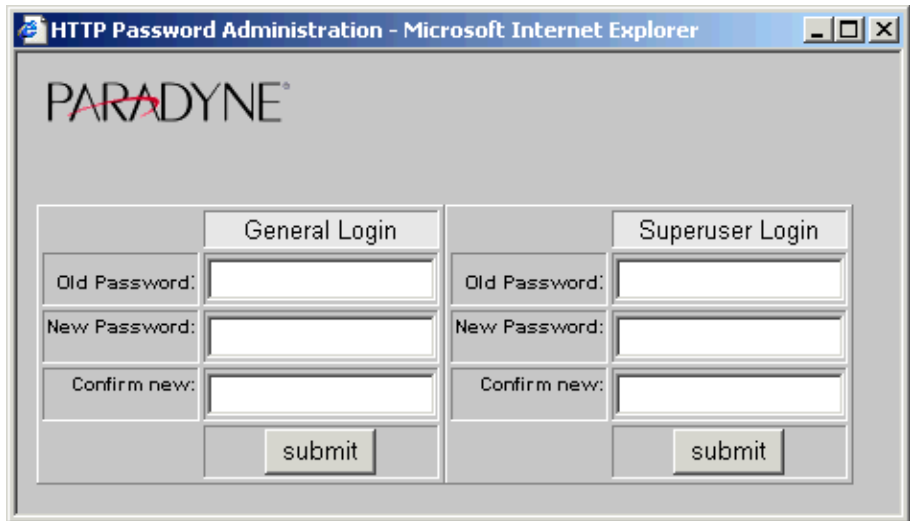 HTTP Password Administration - Microsoft Internet Explorer
PARADYNE®
General Login
Superuser Login
Old Password:
Old Password:
New Password:
New Password:
Confirm new:
Confirm new:
submit
submit